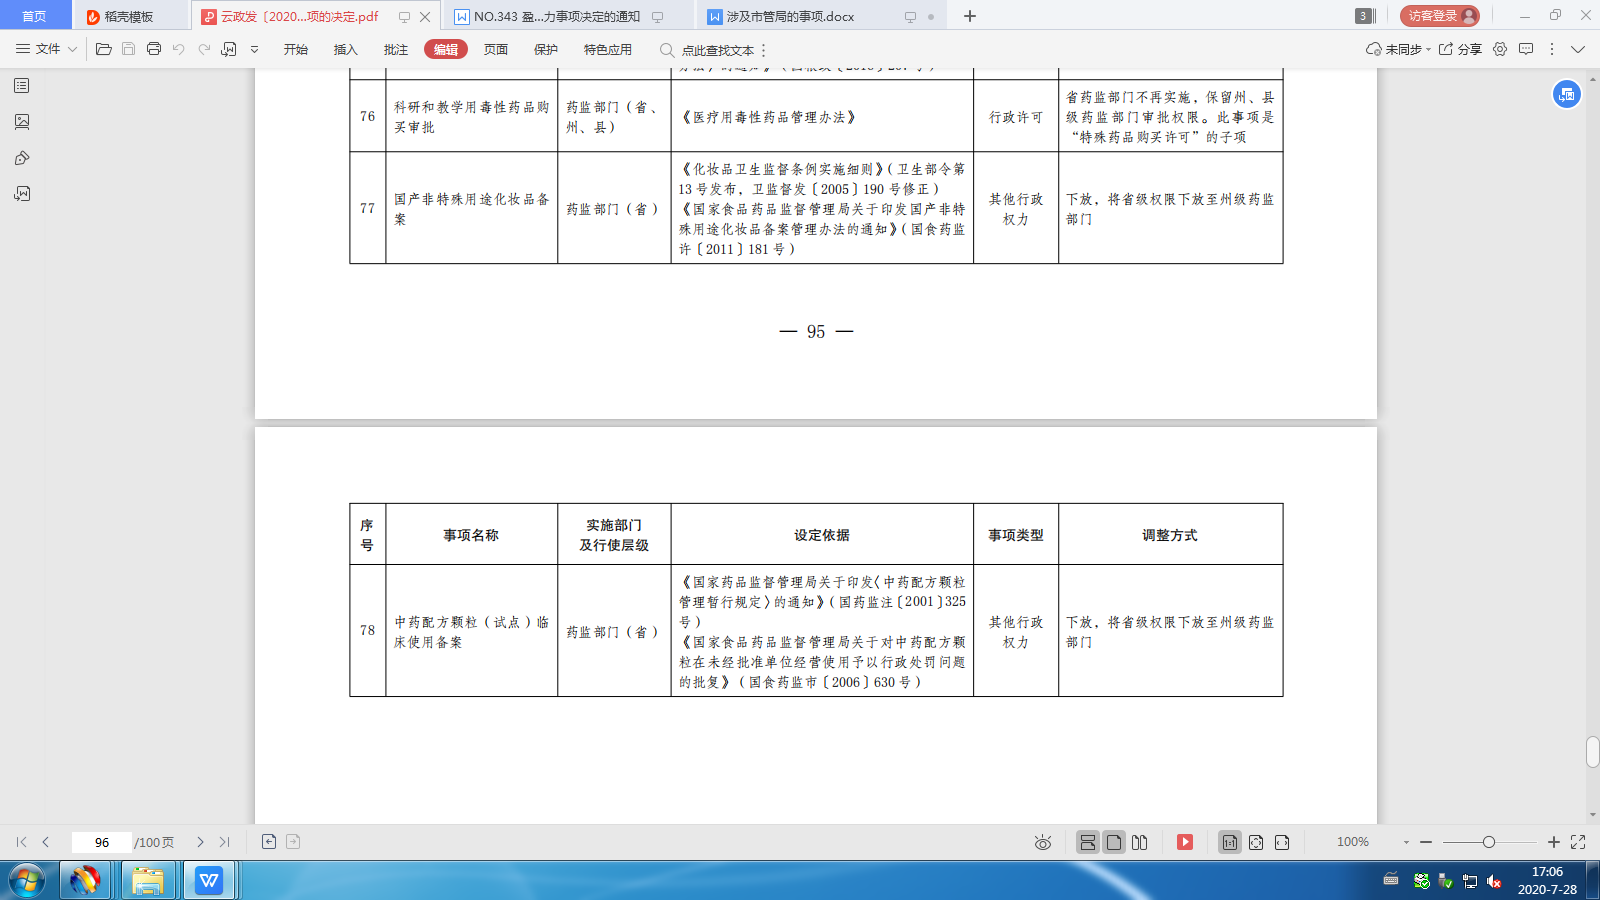 首页
稻壳模板
云政发〔2020...项的决定.pdf
NO.343 盈...力事项决定的通知
涉及市管局的事项.docx
3
访客登录
文件
开始
插入
批注
编辑
页面
保护
特色应用
点此查找文本
未同步
分享
76
科研和教学用毒性药品购
买审批
药监部门（省、
州、县）
《医疗用毒性药品管理办法》
行政许可
省药监部门不再实施，保留州、县
级药监部门审批权限。此事项是
“特殊药品购买许可”的子项
77
国产非特殊用途化妆品备
案
药监部门（省）
《化妆品卫生监督条例实施细则》（卫生部令第
13号发布，卫监督发〔2005〕190号修正）
《国家食品药品监督管理局关于印发国产非特
殊用途化妆品备案管理办法的通知》（国食药监
许〔2011〕181号）
其他行政
权力
下放，将省级权限下放至州级药监
部门
— 95 —
序
号
事项名称
实施部门
及行使层级
设定依据
事项类型
调整方式
78
中药配方颗粒（试点）临
床使用备案
药监部门（省）
《国家药品监督管理局关于印发〈中药配方颗粒
管理暂行规定〉的通知》（国药监注〔2001〕325
号）
《国家食品药品监督管理局关于对中药配方颗
粒在未经批准单位经营使用予以行政处罚问题
的批复》（国食药监市〔2006〕630号）
其他行政
权力
下放，将省级权限下放至州级药监
部门
96
/100页
1:1
100%
17:06
2020-7-28